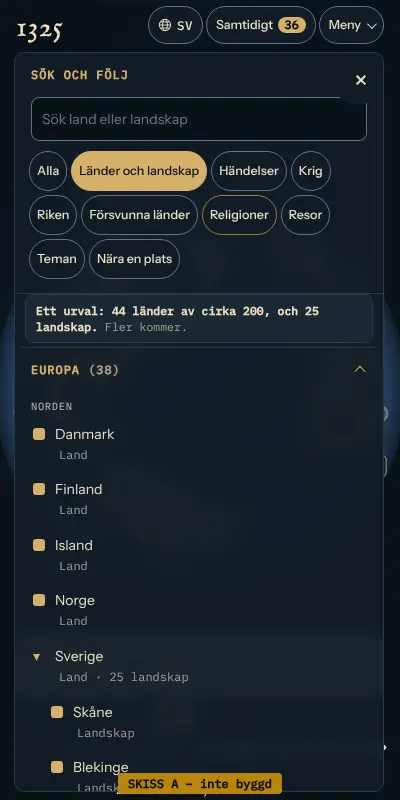 1325
SV
Samtidigt 36
Meny
SÖK OCH FÖLJ
×
Sök land eller landskap
Alla
Länder och landskap
Händelser
Krig
Riken
Försvunna länder
Religioner
Resor
Teman
Nära en plats
Ett urval: 44 länder av cirka 200, och 25
landskap. Fler kommer.
EUROPA (38)
NORDEN
Danmark
Land
Finland
Land
Island
Land
Norge
Land
Sverige
Land · 25 landskap
Skåne
Landskap
Blekinge
SKISS A – inte byggd